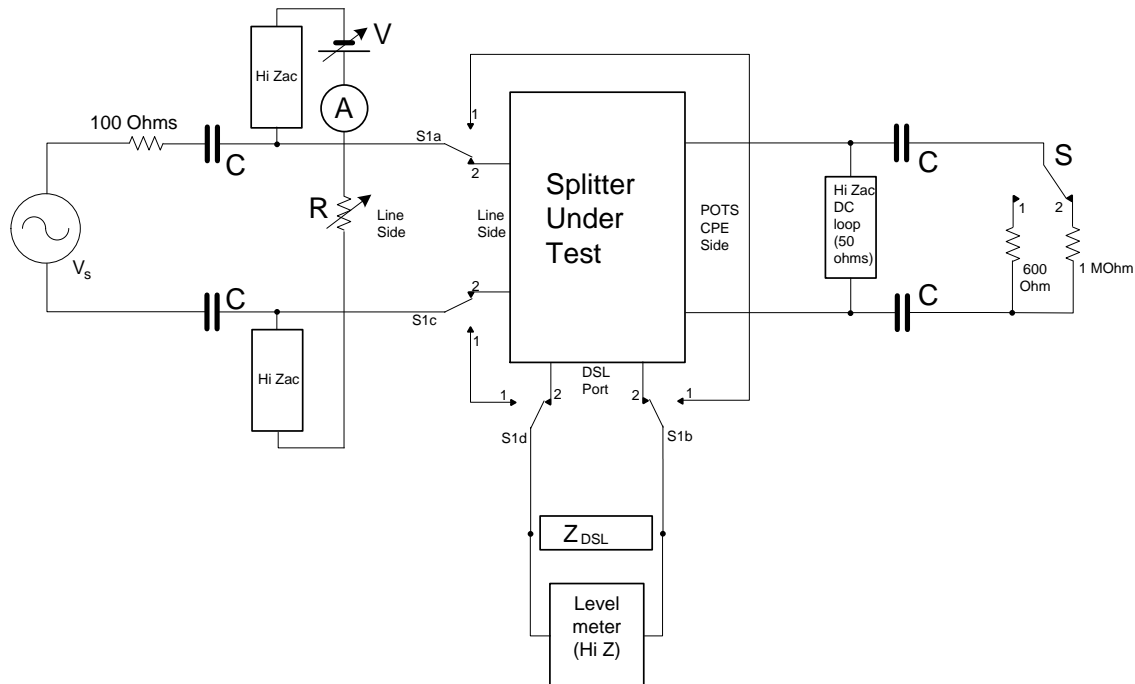 Hi Zac
V
A
100 Ohms
C
1
S1a
2
R
Line
Side
Line
Side
Splitter
Under
Test
POTS
CPE
Side
Vs
C
2
S1c
1
Hi Zac
C
S
Hi Zac
DC
loop
(50
ohms)
1
2
600
Ohm
1 MOhm
C
DSL
Port
1
2
2
1
S1d
S1b
ZDSL
Level
meter
(Hi Z)